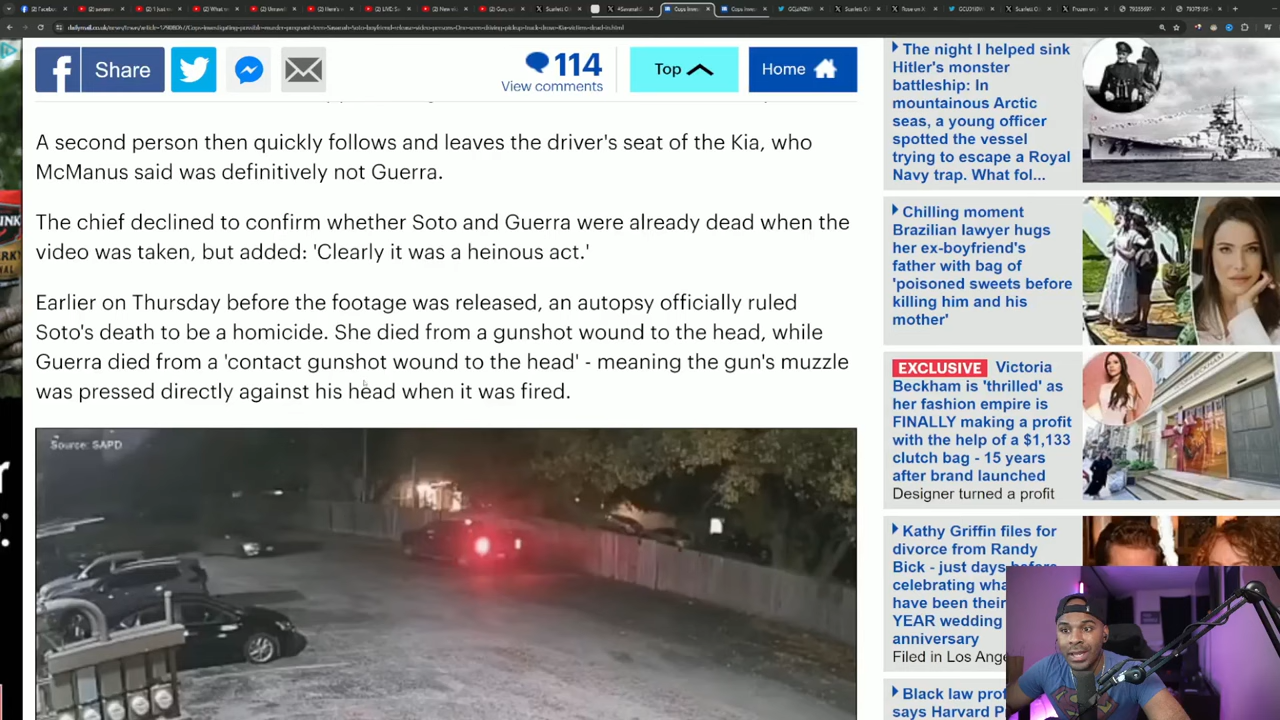 Share
114
View comments
Top
Home
A second person then quickly follows and leaves the driver's seat of the Kia, who
McManus said was definitively not Guerra.
The chief declined to confirm whether Soto and Guerra were already dead when the
video was taken, but added: 'Clearly it was a heinous act.'
Earlier on Thursday before the footage was released, an autopsy officially ruled
Soto's death to be a homicide. She died from a gunshot wound to the head, while
Guerra died from a 'contact gunshot wound to the head' - meaning the gun's muzzle
was pressed directly against his head when it was fired.
Source: SAPD
The night I helped sink
Hitler's monster
battleship: In
mountainous Arctic
seas, a young officer
spotted the vessel
trying to escape a Royal
Navy trap. What fol...
Chilling moment
Brazilian lawyer hugs
her ex-boyfriend's
father with bag of
'poisoned sweets before
killing him and his
mother'
EXCLUSIVE Victoria
Beckham is 'thrilled' as
her fashion empire is
FINALLY making a profit
with the help of a $1,133
clutch bag - 15 years
after brand launched
Designer turned a profit
Kathy Griffin files for
divorce from Randy
Bick - just days before
celebrating
have been their
YEAR wedding
anniversary
Filed in Los
Black law
says Harvard